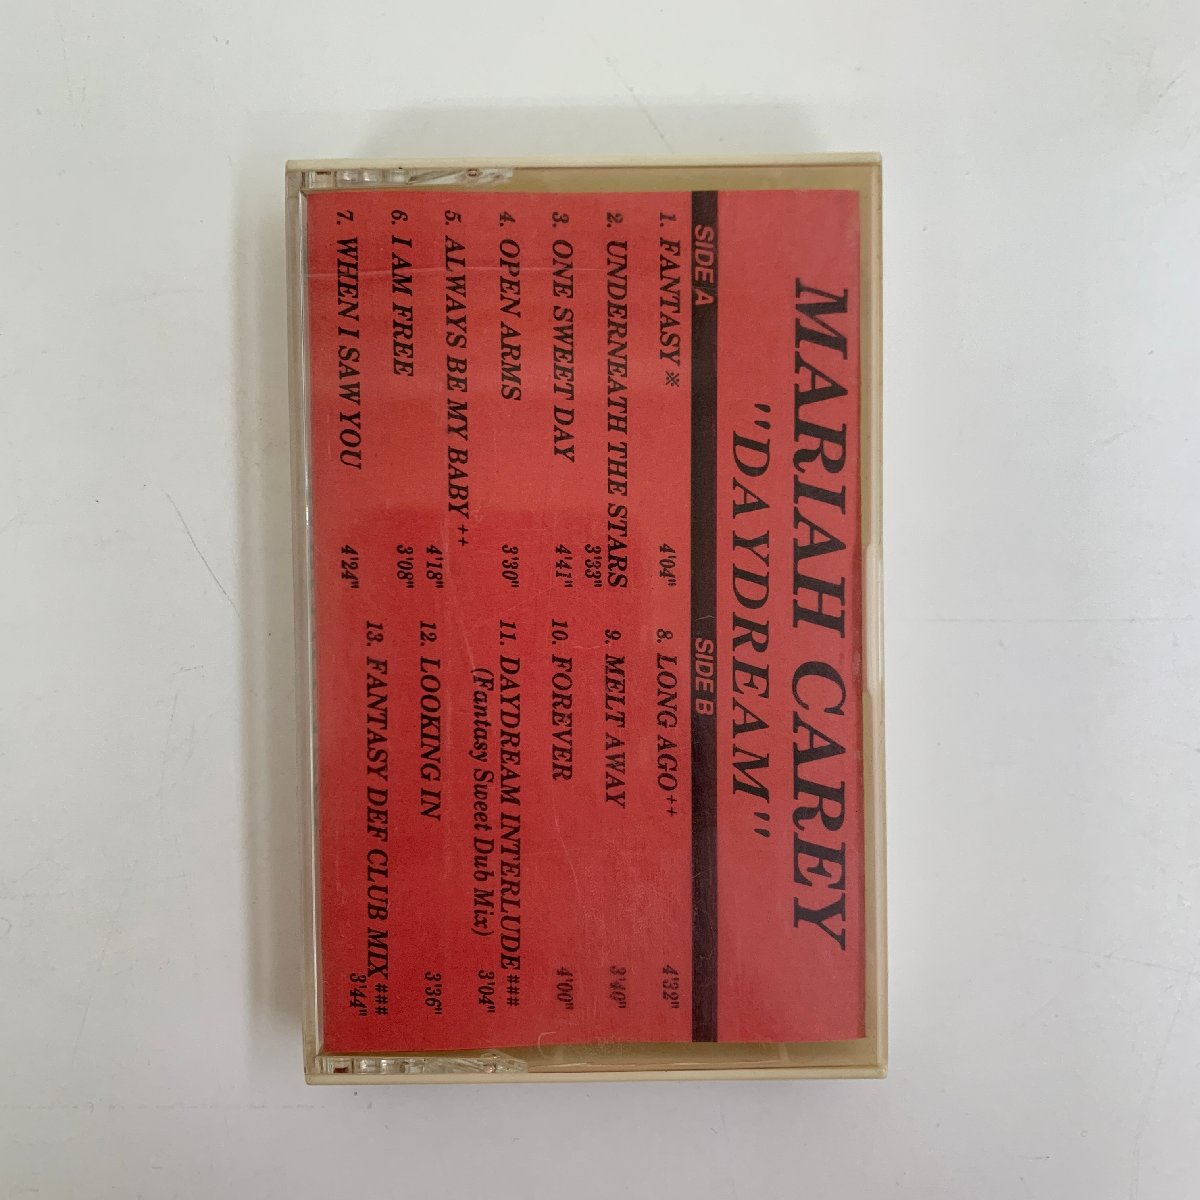 MARIAH CAREY
"DAYDREAM"
SIDE A
1. FANTASY ※ 4'04"
2. UNDERNEATH THE STARS
3'33"
3. ONE SWEET DAY 4'41"
4. OPEN ARMS 3'30"
5. ALWAYS BE MY BABY ++
4'18"
6. I AM FREE 3'08"
7. WHEN I SAW YOU 4'24"
SIDE B
8. LONG AGO ++ 4'32"
9. MELT AWAY 3'40"
10. FOREVER 4'00"
11. DAYDREAM INTERLUDE ###
(Fantasy Sweet Dub Mix) 3'04"
12. LOOKING IN 3'36"
13. FANTASY DEF CLUB MIX ###
3'44"